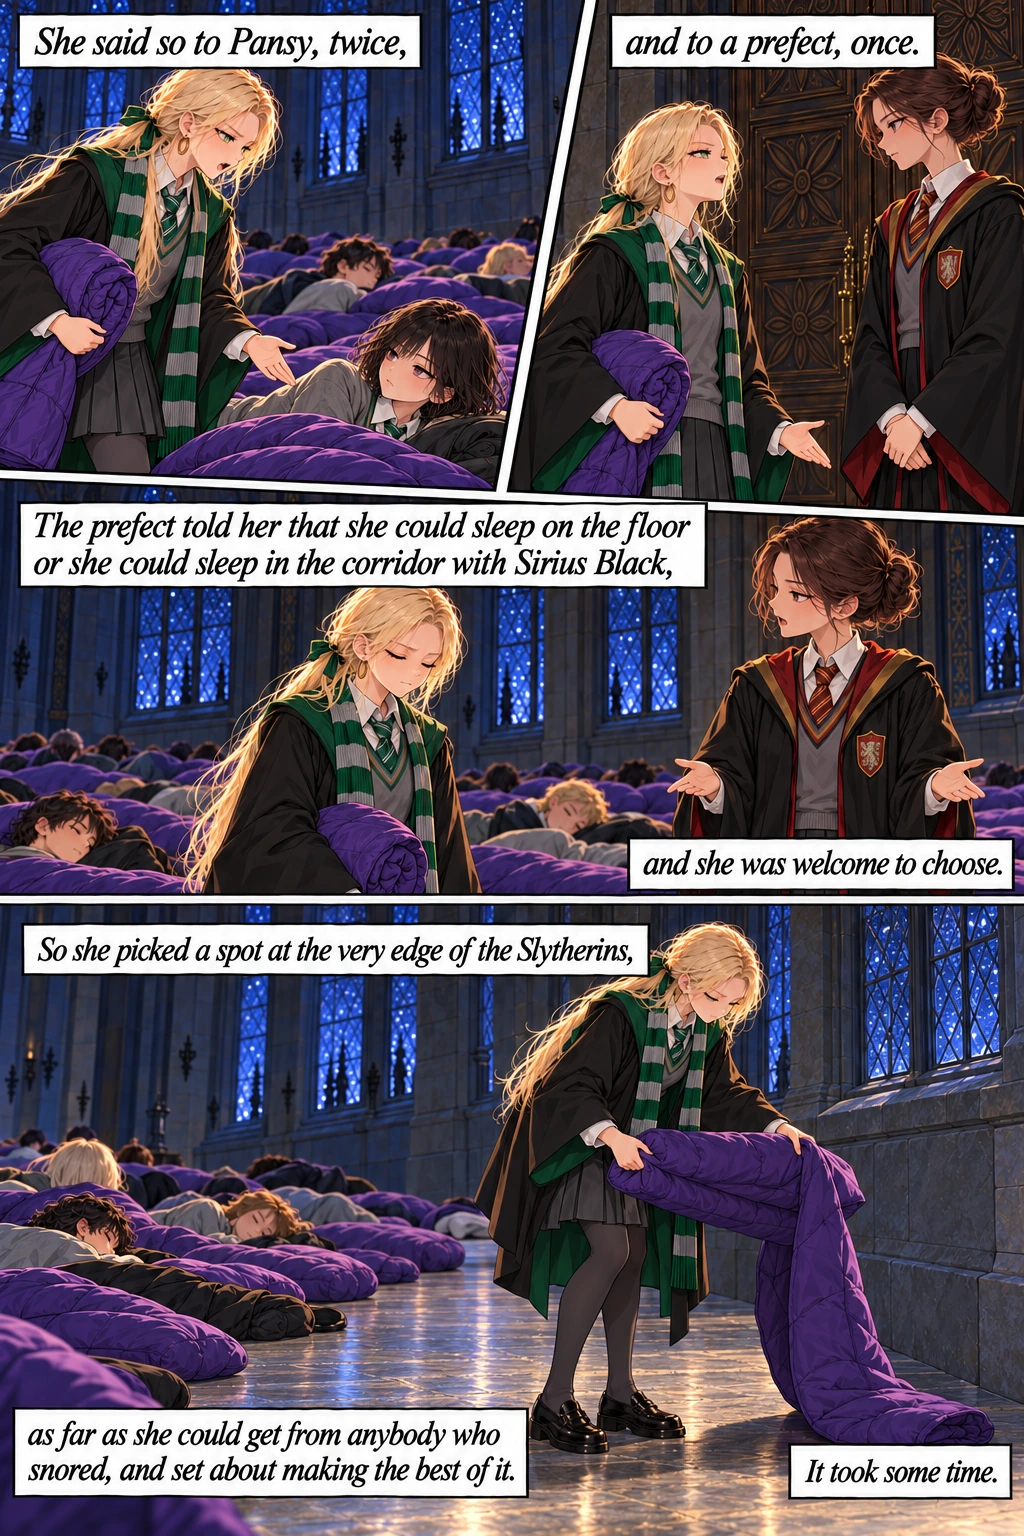 She said so to Pansy, twice,
and to a prefect, once.
The prefect told her that she could sleep on the floor
or she could sleep in the corridor with Sirius Black,
and she was welcome to choose.
So she picked a spot at the very edge of the Slytherins,
as far as she could get from anybody who
snored, and set about making the best of it.
It took some time.